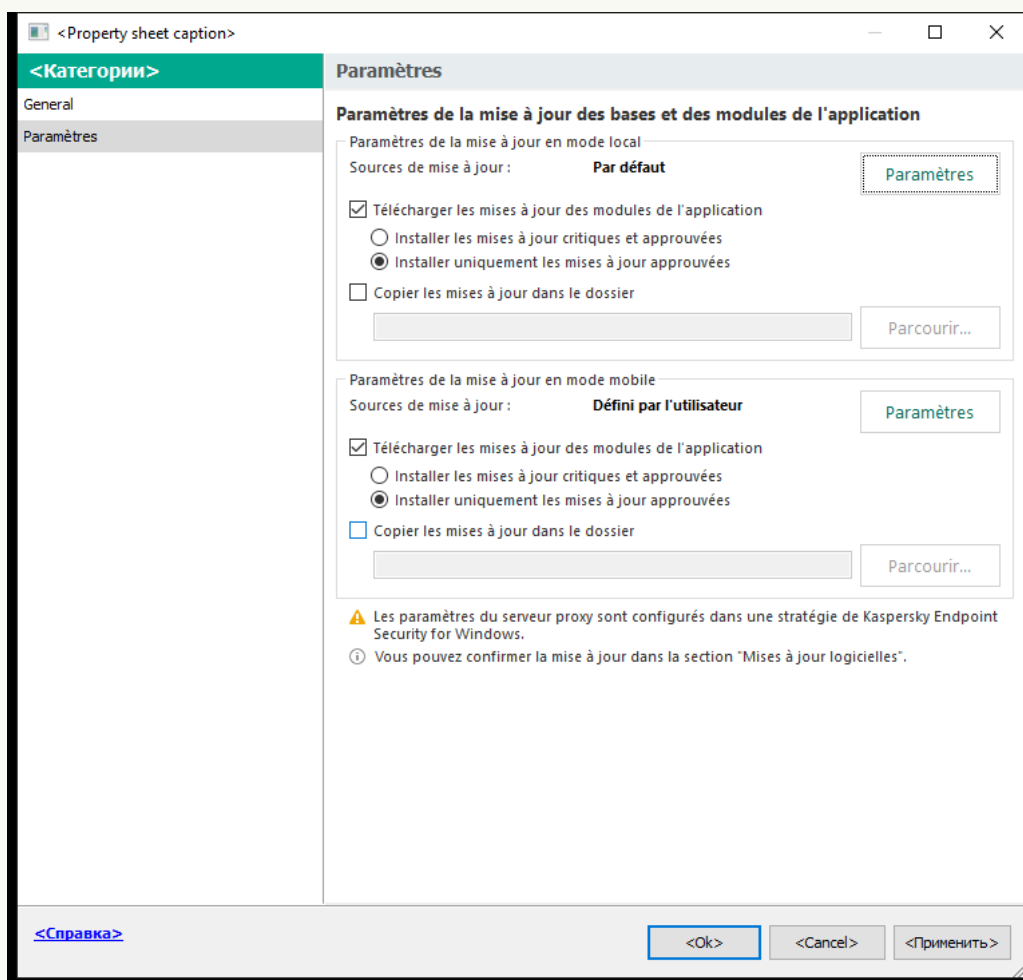 <Property sheet caption>
<Категории>
General
Paramètres
Paramètres
Paramètres de la mise à jour des bases et des modules de l'application
Paramètres de la mise à jour en mode local
Sources de mise à jour : Par défaut Paramètres
Télécharger les mises à jour des modules de l'application
Installer les mises à jour critiques et approuvées
Installer uniquement les mises à jour approuvées
Copier les mises à jour dans le dossier
Parcourir...
Paramètres de la mise à jour en mode mobile
Sources de mise à jour : Défini par l'utilisateur Paramètres
Télécharger les mises à jour des modules de l'application
Installer les mises à jour critiques et approuvées
Installer uniquement les mises à jour approuvées
Copier les mises à jour dans le dossier
Parcourir...
Les paramètres du serveur proxy sont configurés dans une stratégie de Kaspersky Endpoint
Security for Windows.
Vous pouvez confirmer la mise à jour dans la section "Mises à jour logicielles".
<Справка>
<Ok> <Cancel> <Применить>